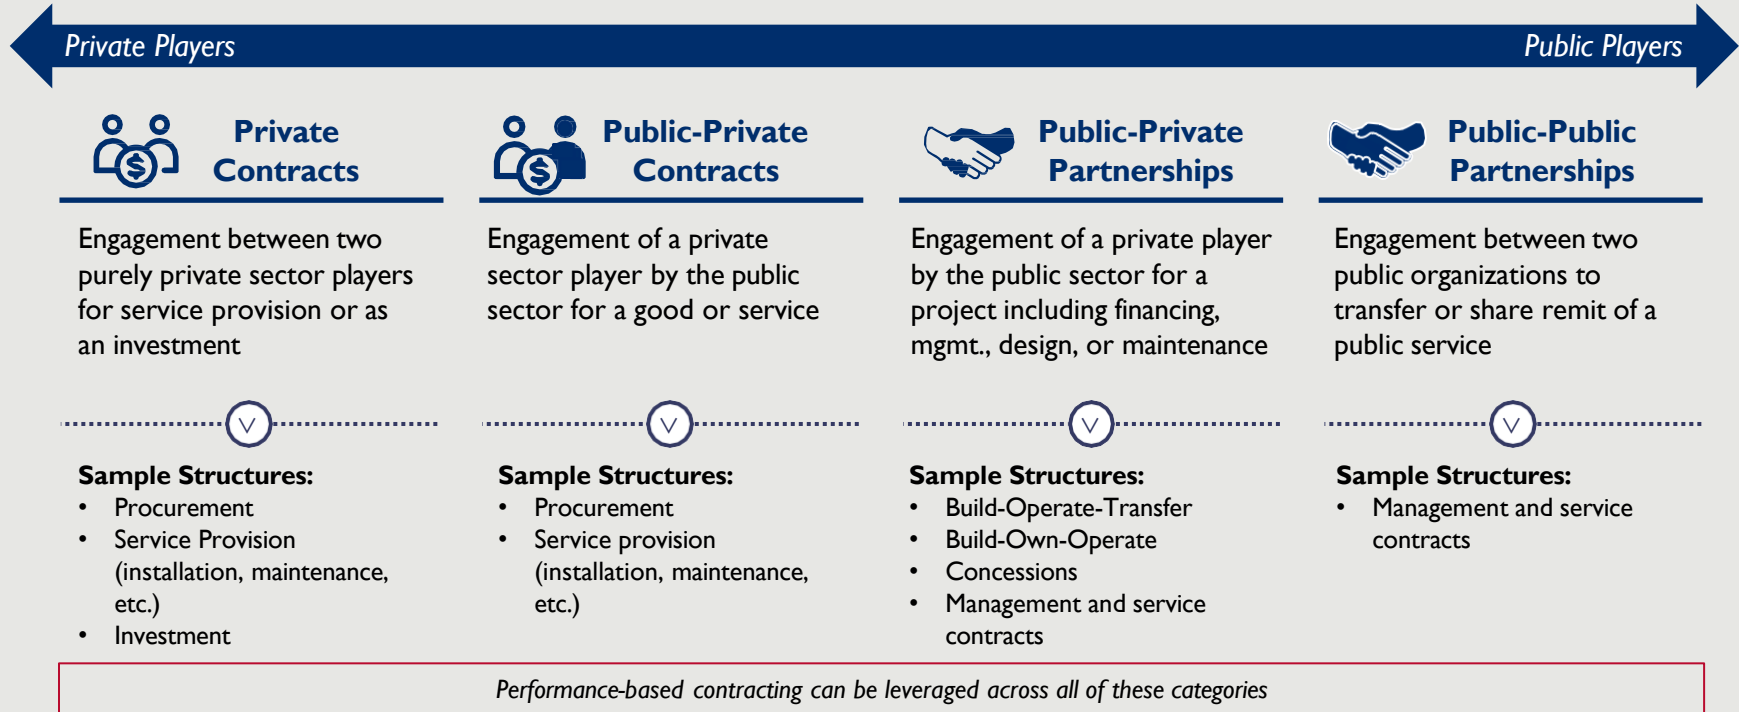 Private Players
Public Players
Private
Contracts
Engagement between two
purely private sector players
for service provision or as
an investment
Sample Structures:
• Procurement
• Service Provision
(installation, maintenance,
etc.)
• Investment
Public-Private
Contracts
Engagement of a private
sector player by the public
sector for a good or service
Sample Structures:
• Procurement
• Service provision
(installation, maintenance,
etc.)
Public-Private
Partnerships
Engagement of a private player
by the public sector for a
project including financing,
mgmt., design, or maintenance
Sample Structures:
• Build-Operate-Transfer
• Build-Own-Operate
• Concessions
• Management and service
contracts
Public-Public
Partnerships
Engagement between two
public organizations to
transfer or share remit of a
public service
Sample Structures:
• Management and service
contracts
Performance-based contracting can be leveraged across all of these categories